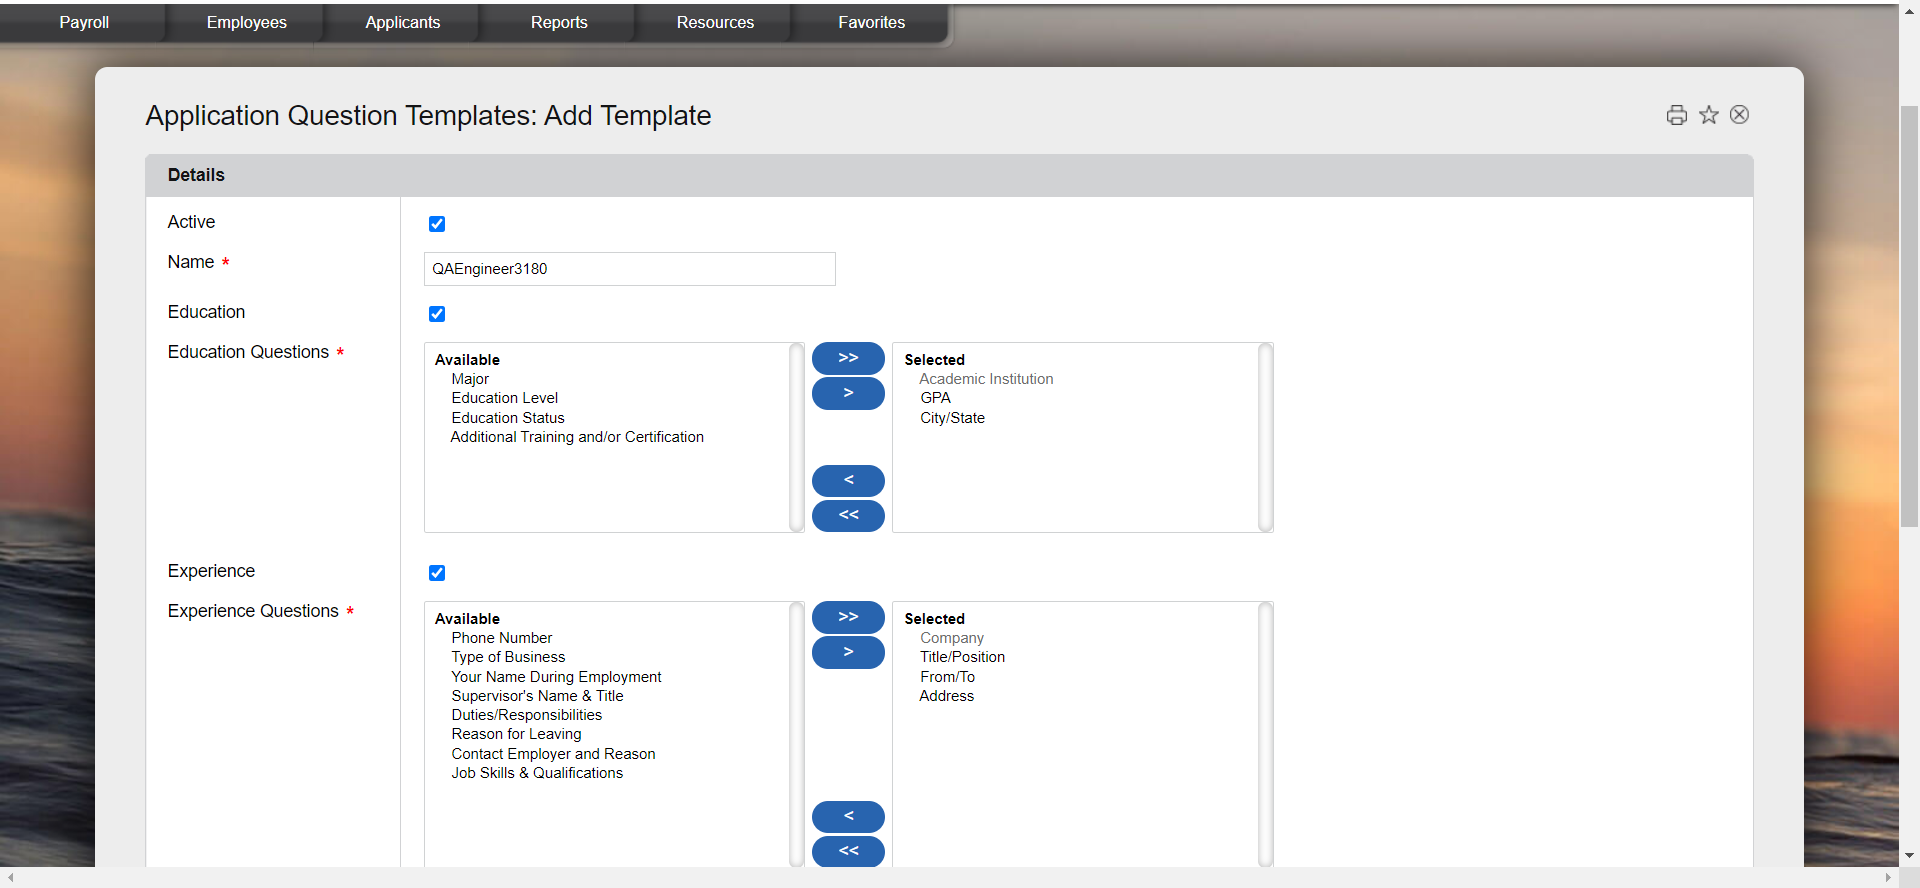 Payroll Employees Applicants Reports Resources Favorites
Application Question Templates: Add Template
Details
Active
Name *
QAEngineer3180
Education
Education Questions *
Available
Major
Education Level
Education Status
Additional Training and/or Certification
>>
>
<
<<
Selected
Academic Institution
GPA
City/State
Experience
Experience Questions *
Available
Phone Number
Type of Business
Your Name During Employment
Supervisor's Name & Title
Duties/Responsibilities
Reason for Leaving
Contact Employer and Reason
Job Skills & Qualifications
>>
>
<
<<
Selected
Company
Title/Position
From/To
Address